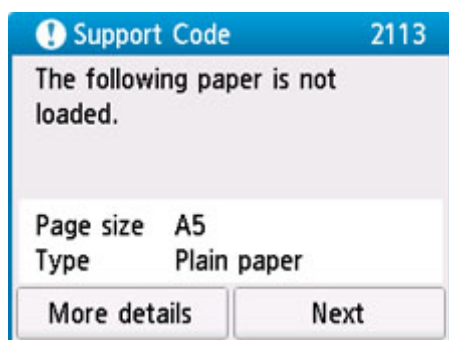 Support Code 2113
The following paper is not
loaded.
Page size A5
Type Plain paper
More details Next